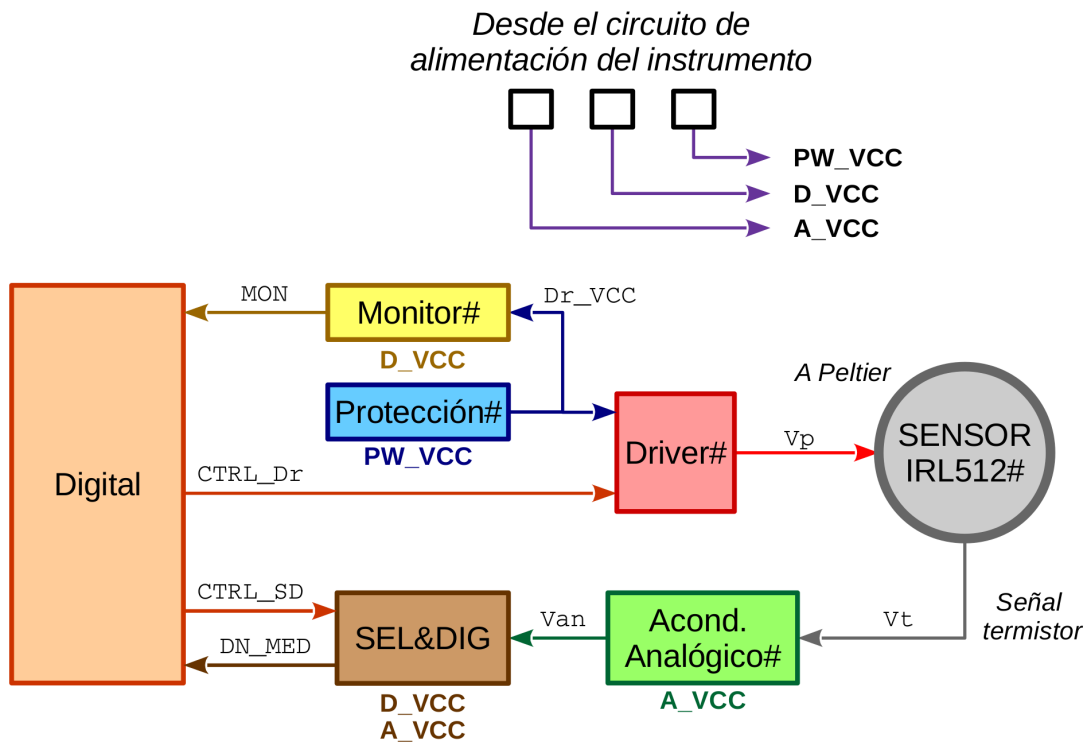 Desde el circuito de
alimentación del instrumento
PW_VCC
D_VCC
A_VCC
MON
Monitor#
Dr_VCC
D_VCC
Protección#
PW_VCC
A Peltier
Driver#
Vp
SENSOR
IRL512#
Digital
CTRL_Dr
CTRL_SD
SEL&DIG
DN_MED
D_VCC
A_VCC
Van
Acond.
Analógico#
A_VCC
Vt
Señal
termistor